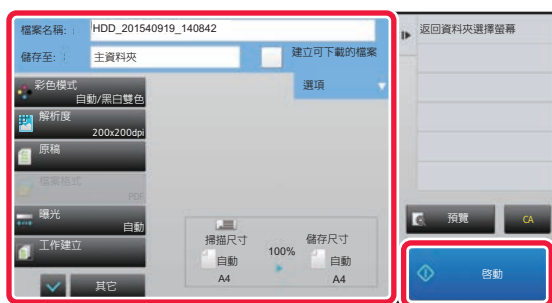 檔案名稱:
HDD_201540919_140842
返回資料夾選擇螢幕
儲存至:
主資料夾
建立可下載的檔案
選項
彩色模式
自動/黑白雙色
解析度
200x200dpi
原稿
檔案格式
PDF
曝光
自動
工作建立
其它
掃描尺寸
自動
A4
100%
儲存尺寸
自動
A4
預覽
CA
啓動